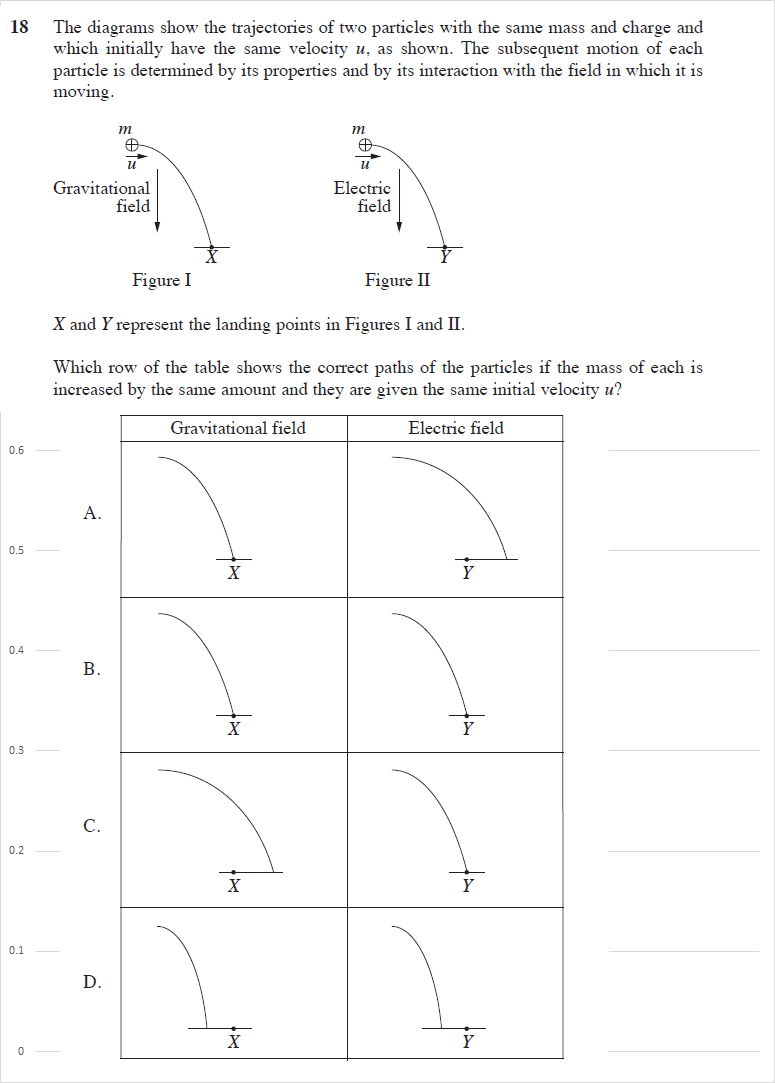 18 The diagrams show the trajectories of two particles with the same mass and charge and
which initially have the same velocity u, as shown. The subsequent motion of each
particle is determined by its properties and by its interaction with the field in which it is
moving.
m
m
u
u
Gravitational
field
Electric
field
X
Y
Figure I
Figure II
X and Y represent the landing points in Figures I and II.
Which row of the table shows the correct paths of the particles if the mass of each is
increased by the same amount and they are given the same initial velocity u?
Gravitational field Electric field
0.6
A.
0.5
X Y
0.4
B.
X Y
0.3
C.
0.2
X Y
0.1
D.
X Y
0